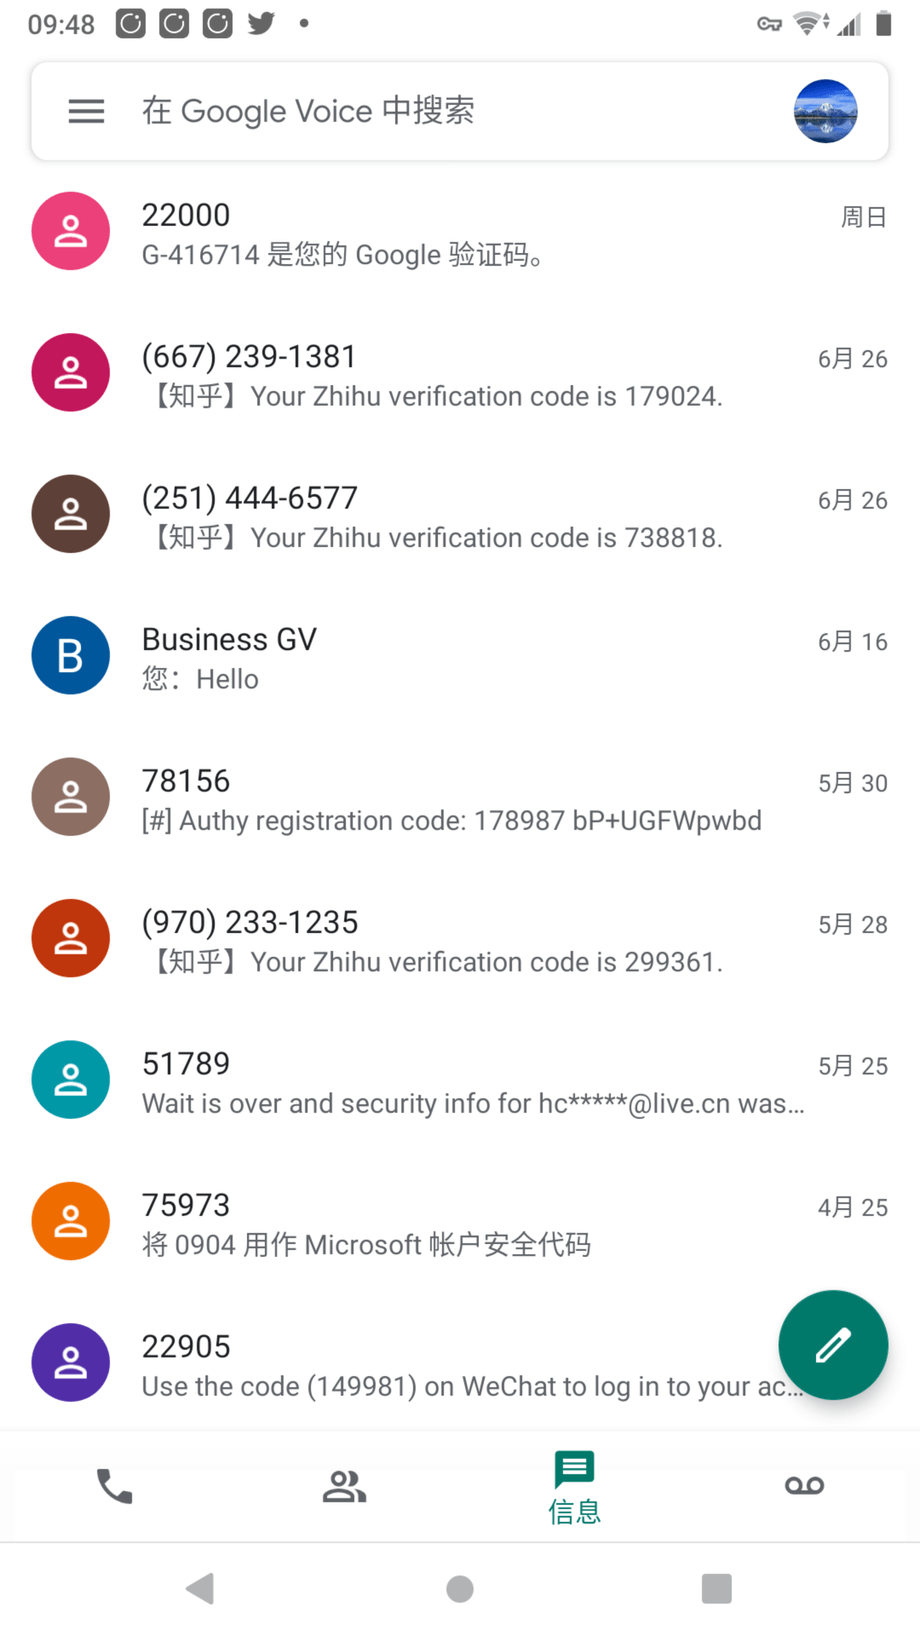 09:48
在 Google Voice 中搜索
22000
周日
G-416714 是您的 Google 验证码。
(667) 239-1381
6月 26
【知乎】Your Zhihu verification code is 179024.
(251) 444-6577
6月 26
【知乎】Your Zhihu verification code is 738818.
B
Business GV
6月 16
您：Hello
78156
5月 30
[#] Authy registration code: 178987 bP+UGFWpwbd
(970) 233-1235
5月 28
【知乎】Your Zhihu verification code is 299361.
51789
5月 25
Wait is over and security info for hc*****@live.cn was...
75973
4月 25
将 0904 用作 Microsoft 帐户安全代码
22905
Use the code (149981) on WeChat to log in to your ac...
信息